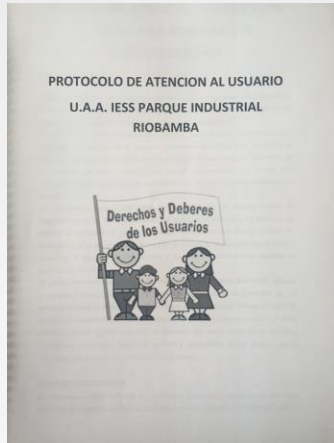 PROTOCOLO DE ATENCION AL USUARIO
U.A.A. IESS PARQUE INDUSTRIAL
RIOBAMBA
Derechos y Deberes
de los Usuarios